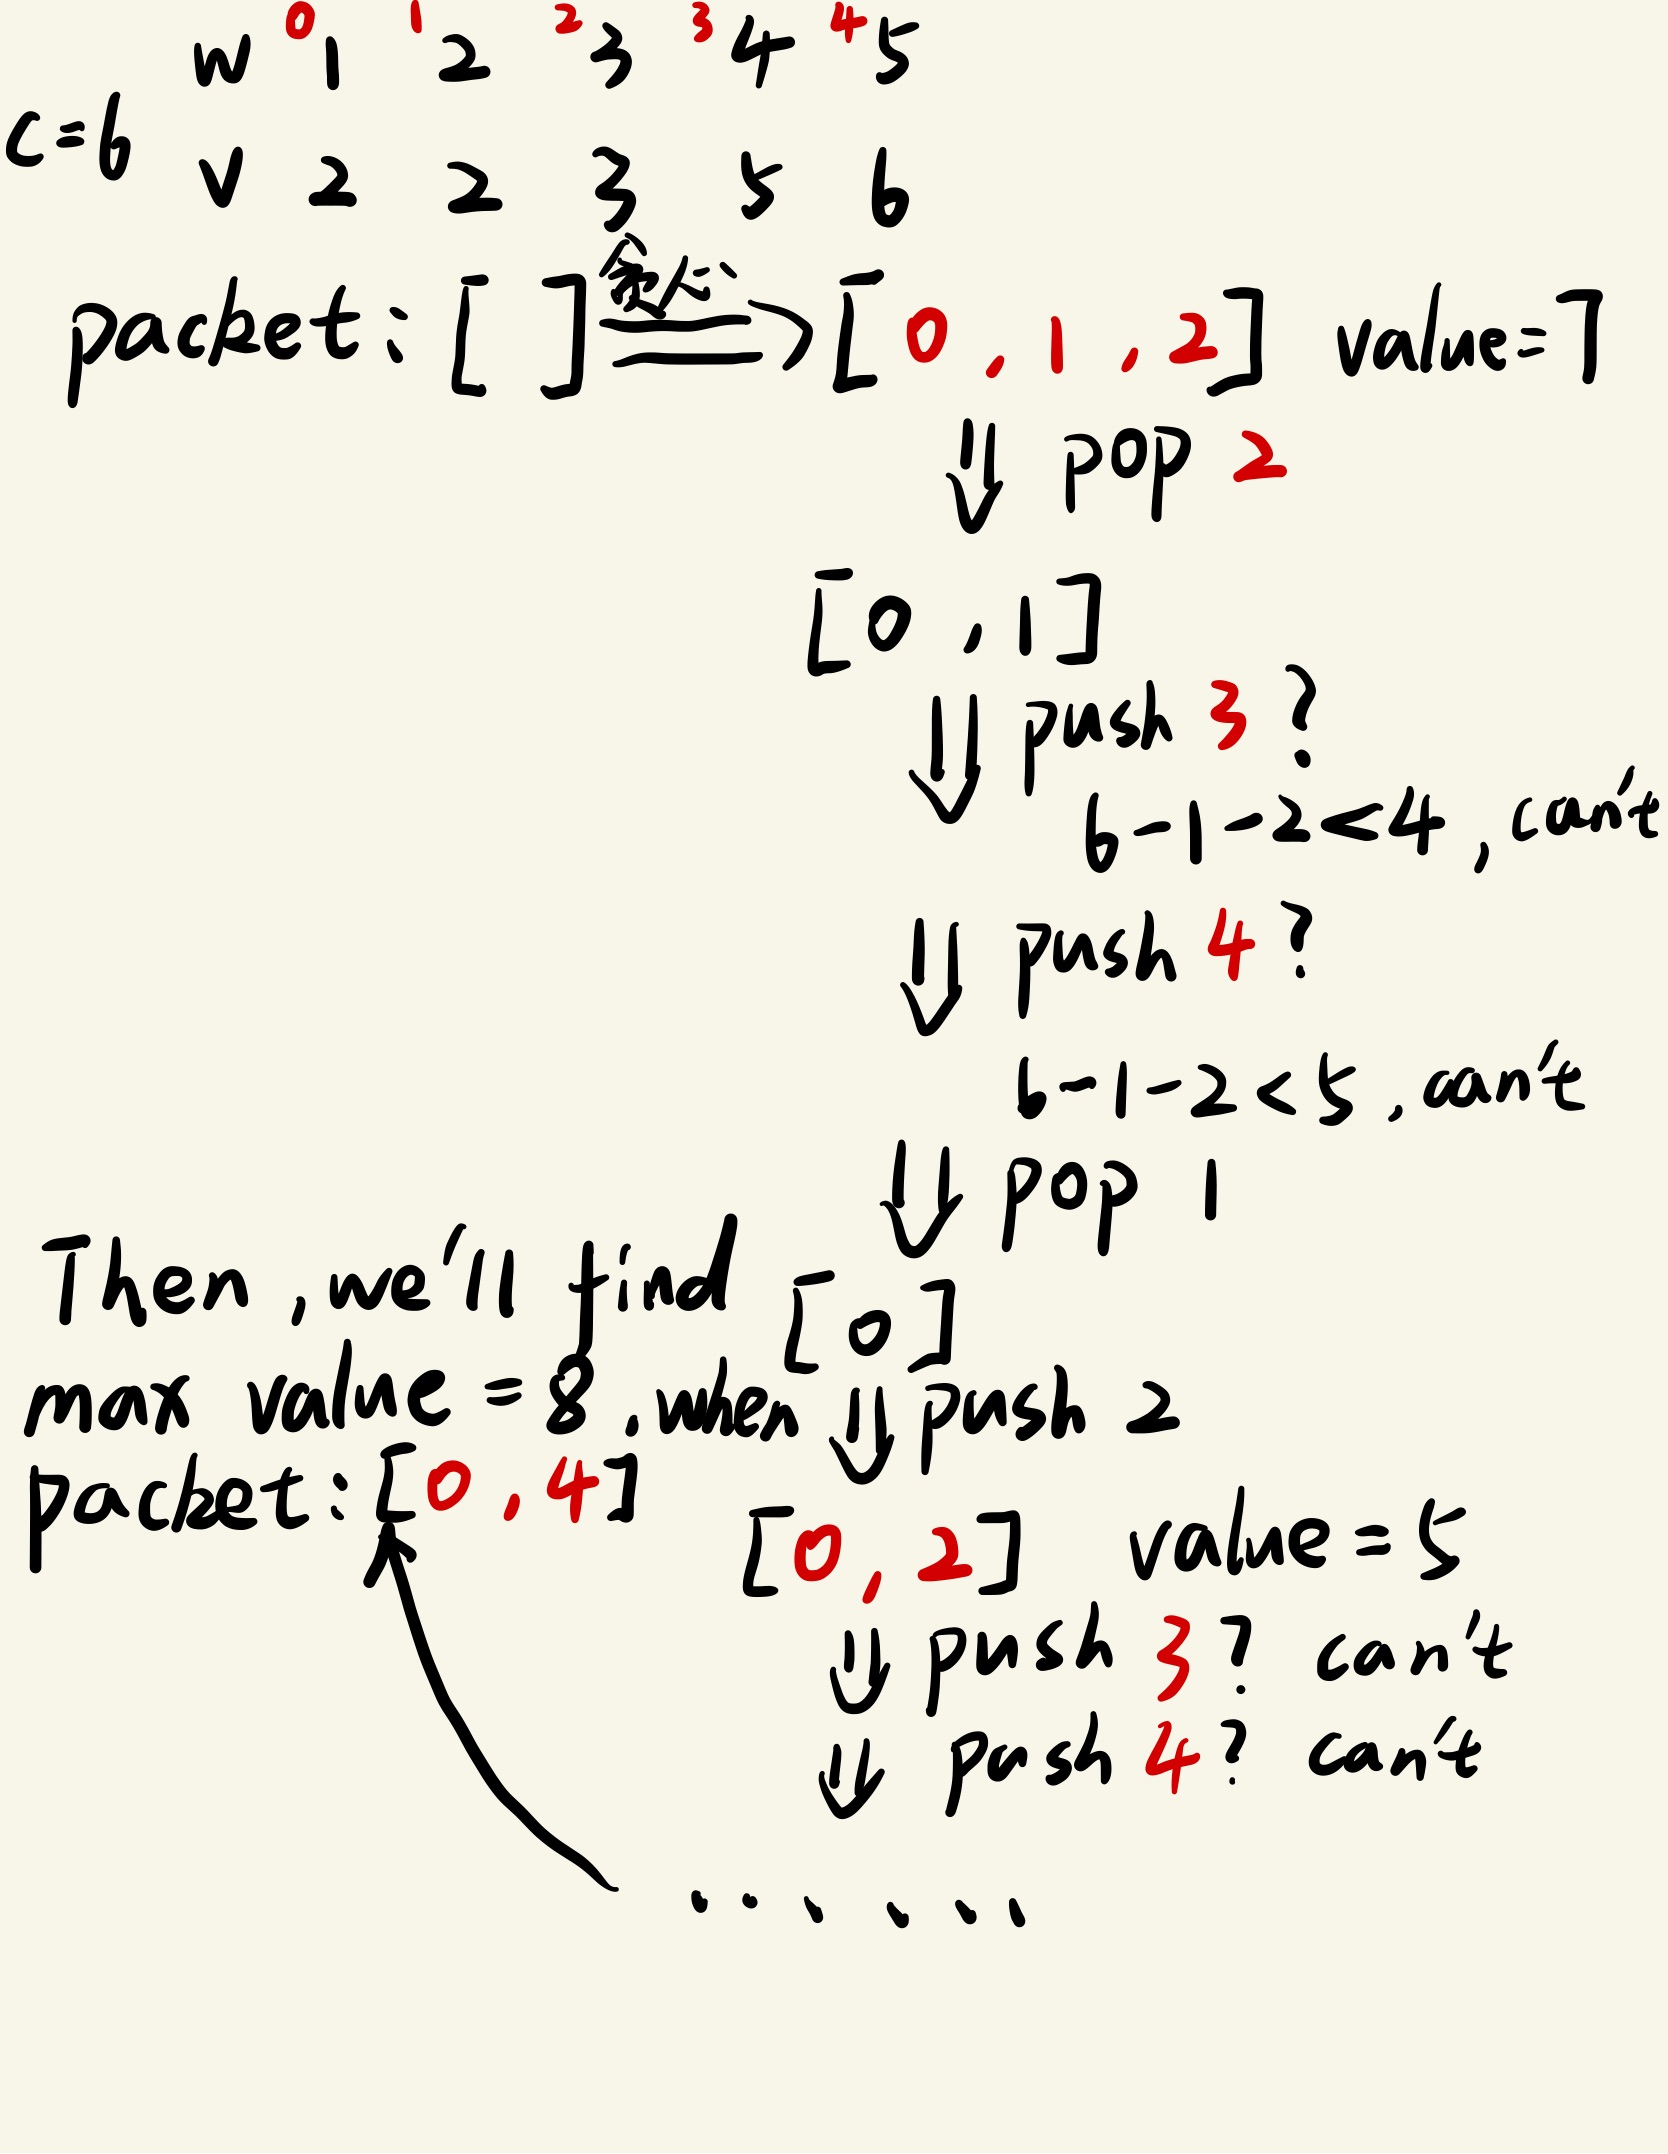 0 1 2 3 4
w 1 2 3 4 5
c=6
v 2 2 3 5 6
packet: [ ] 贪心 [0,1,2] value=7
pop 2
[0,1]
push 3?
6-1-2<4, can't
push 4?
6-1-2<5, can't
pop 1
[0]
push 2
[0,2] value=5
push 3? can't
push 4? can't
......
Then, we'll find
max value=8, when
packet: [0,4]